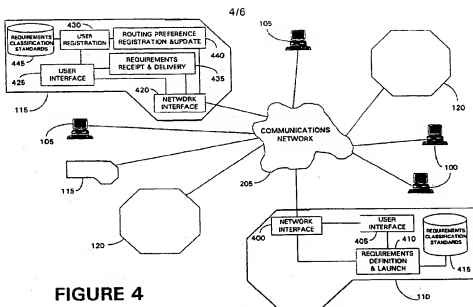 4/6
430
REQUIREMENTS
CLASSIFICATION
STANDARDS
USER
REGISTRATION
ROUTING PREFERENCE
REGISTRATION &UPDATE
440
445
REQUIREMENTS
RECEIPT & DELIVERY
435
425
USER
INTERFACE
420
NETWORK
INTERFACE
115
105
120
105
COMMUNICATIONS
NETWORK
100
115
205
120
NETWORK
INTERFACE
400
USER
INTERFACE
405
410
REQUIREMENTS
CLASSIFICATION
STANDARDS
415
REQUIREMENTS
DEFINITION
& LAUNCH
110
FIGURE 4